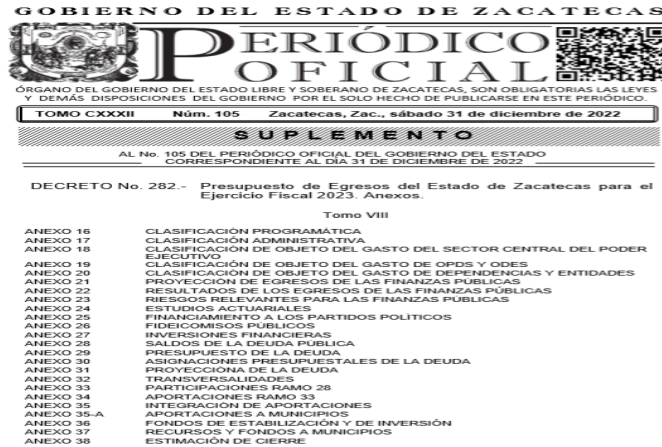 GOBIERNO DEL ESTADO DE ZACATECAS
PERIÓDICO
OFICIAL
ÓRGANO DEL GOBIERNO DEL ESTADO LIBRE Y SOBERANO DE ZACATECAS, SON OBLIGATORIAS LAS LEYES
Y DEMÁS DISPOSICIONES DEL GOBIERNO POR EL SOLO HECHO DE PUBLICARSE EN ESTE PERIÓDICO.
TOMO CXXXII Núm. 105 Zacatecas, Zac., sábado 31 de diciembre de 2022
SUPLEMENTO
AL No. 105 DEL PERIÓDICO OFICIAL DEL GOBIERNO DEL ESTADO
CORRESPONDIENTE AL DÍA 31 DE DICIEMBRE DE 2022
DECRETO No. 282.- Presupuesto de Egresos del Estado de Zacatecas para el
Ejercicio Fiscal 2023. Anexos.
Tomo VIII
ANEXO 16 CLASIFICACIÓN PROGRAMÁTICA
ANEXO 17 CLASIFICACIÓN ADMINISTRATIVA
ANEXO 18 CLASIFICACIÓN DE OBJETO DEL GASTO DEL SECTOR CENTRAL DEL PODER
EJECUTIVO
ANEXO 19 CLASIFICACIÓN DE OBJETO DEL GASTO DE OPDS Y ODES
ANEXO 20 CLASIFICACIÓN DE OBJETO DEL GASTO DE DEPENDENCIAS Y ENTIDADES
ANEXO 21 PROYECCIÓN DE EGRESOS DE LAS FINANZAS PÚBLICAS
ANEXO 22 RESULTADOS DE LOS EGRESOS DE LAS FINANZAS PÚBLICAS
ANEXO 23 RIESGOS RELEVANTES PARA LAS FINANZAS PÚBLICAS
ANEXO 24 ESTUDIOS ACTUARIALES
ANEXO 25 FINANCIAMIENTO A LOS PARTIDOS POLÍTICOS
ANEXO 26 FIDEICOMISOS PÚBLICOS
ANEXO 27 INVERSIONES FINANCIERAS
ANEXO 28 SALDOS DE LA DEUDA PÚBLICA
ANEXO 29 PRESUPUESTO DE LA DEUDA
ANEXO 30 ASIGNACIONES PRESUPUESTALES DE LA DEUDA
ANEXO 31 PROYECCIÓNA DE LA DEUDA
ANEXO 32 TRANSVERSALIDADES
ANEXO 33 PARTICIPACIONES RAMO 28
ANEXO 34 APORTACIONES RAMO 33
ANEXO 35 INTEGRACIÓN DE APORTACIONES
ANEXO 35-A APORTACIONES A MUNICIPIOS
ANEXO 36 FONDOS DE ESTABILIZACIÓN Y DE INVERSIÓN
ANEXO 37 RECURSOS Y FONDOS A MUNICIPIOS
ANEXO 38 ESTIMACIÓN DE CIERRE